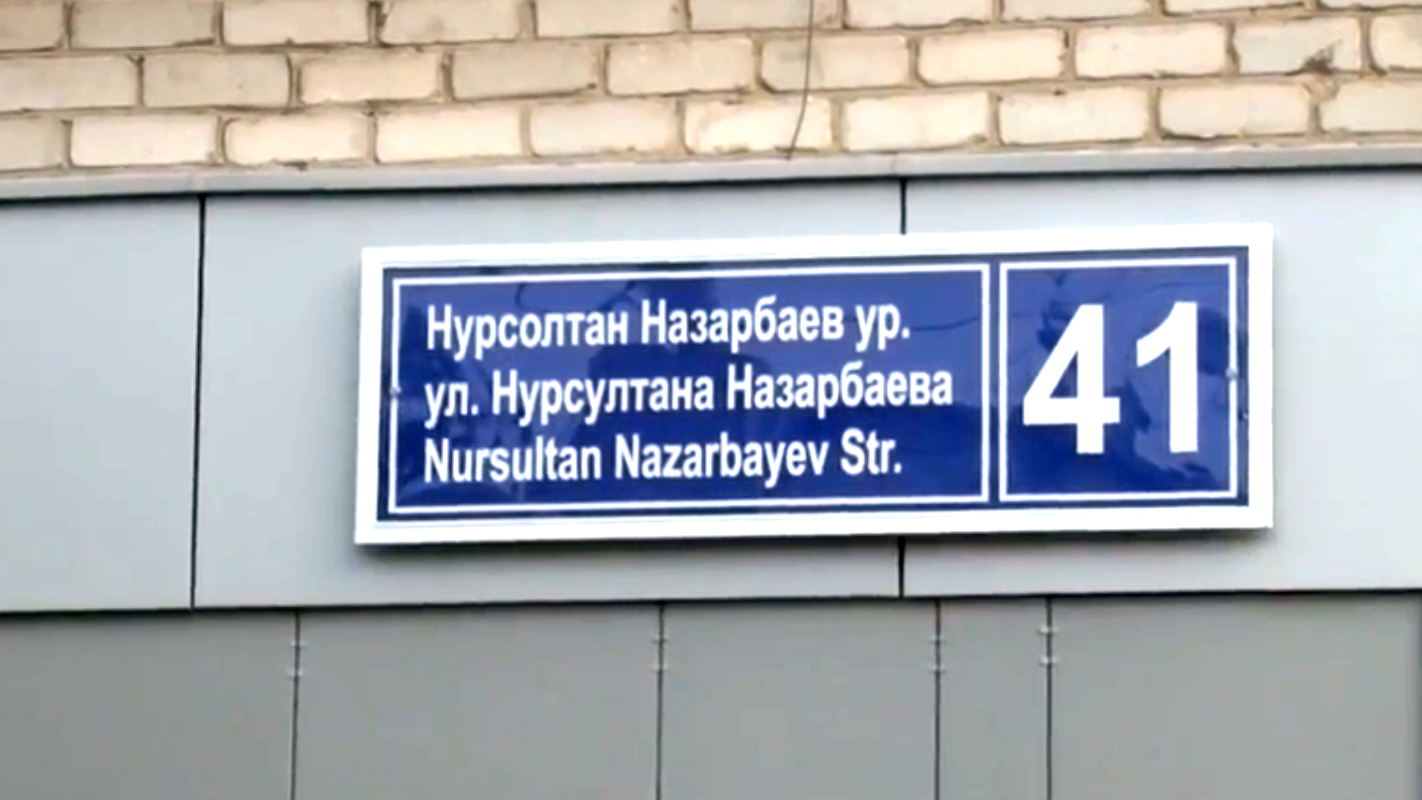 Нурсолтан Назарбаев ур.
ул. Нурсултана Назарбаева
Nursultan Nazarbayev Str.
41